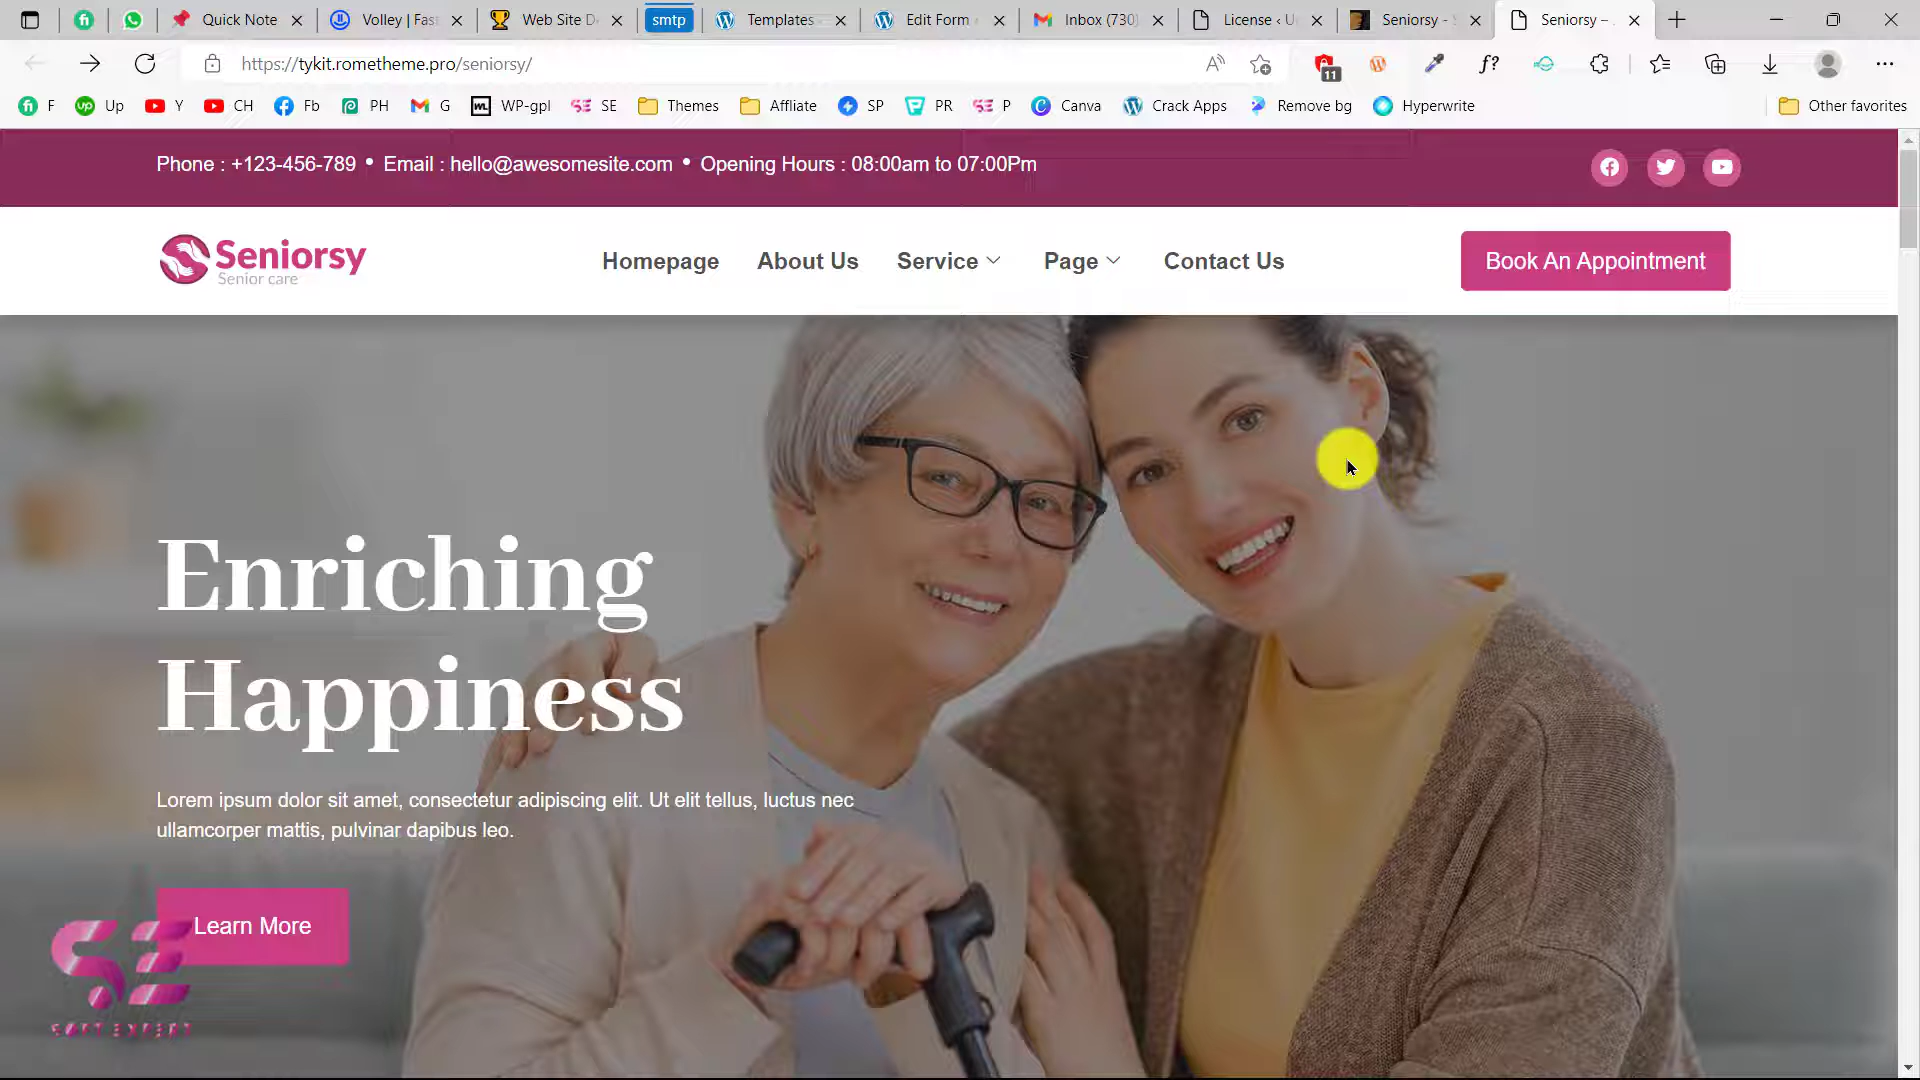 Quick Note
Volley | Fas
Web Site D
smtp
Templates
Edit Form
Inbox (730)
License ‹ U
Seniorsy - S
Seniorsy –
https://tykit.rometheme.pro/seniorsy/
11
F
Up
Y
CH
Fb
PH
G
WP-gpl
SE
Themes
Affliate
SP
PR
P
Canva
Crack Apps
Remove bg
Hyperwrite
Other favorites
Phone : +123-456-789 • Email : hello@awesomesite.com • Opening Hours : 08:00am to 07:00Pm
Seniorsy
Senior care
Homepage
About Us
Service
Page
Contact Us
Book An Appointment
Enriching
Happiness
Lorem ipsum dolor sit amet, consectetur adipiscing elit. Ut elit tellus, luctus nec
ullamcorper mattis, pulvinar dapibus leo.
Learn More
SE
SOFT EXPERT